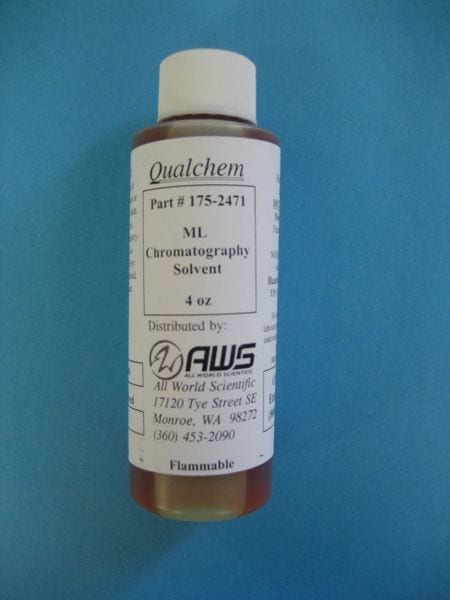 Qualchem
Part # 175-2471
ML
Chromatography
Solvent
4 oz
Distributed by:
AWS
ALL WORLD SCIENTIFIC
All World Scientific
17120 Tye Street SE
Monroe, WA 98272
(360) 453-2090
Flammable